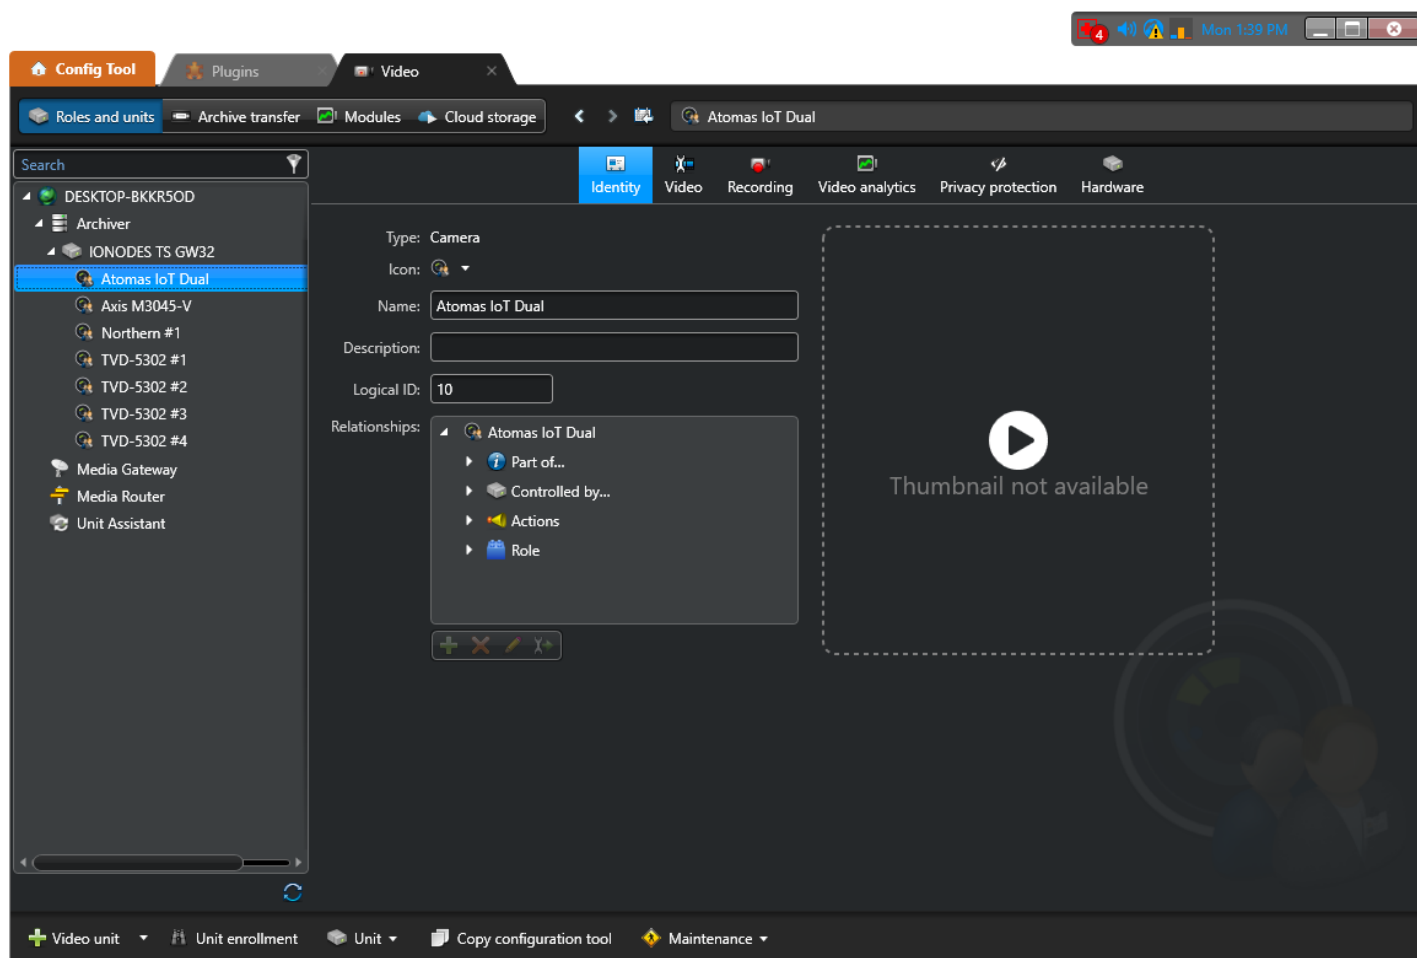 4 Mon 1:39 PM
Config Tool Plugins Video
Roles and units Archive transfer Modules Cloud storage Atomas IoT Dual
Search
Identity Video Recording Video analytics Privacy protection Hardware
DESKTOP-BKKR5OD
Archiver
IONODES TS GW32
Atomas IoT Dual
Axis M3045-V
Northern #1
TVD-5302 #1
TVD-5302 #2
TVD-5302 #3
TVD-5302 #4
Media Gateway
Media Router
Unit Assistant
Type: Camera
Icon:
Name: Atomas IoT Dual
Description:
Logical ID: 10
Relationships:
Atomas IoT Dual
Part of...
Controlled by...
Actions
Role
Thumbnail not available
Video unit Unit enrollment Unit Copy configuration tool Maintenance